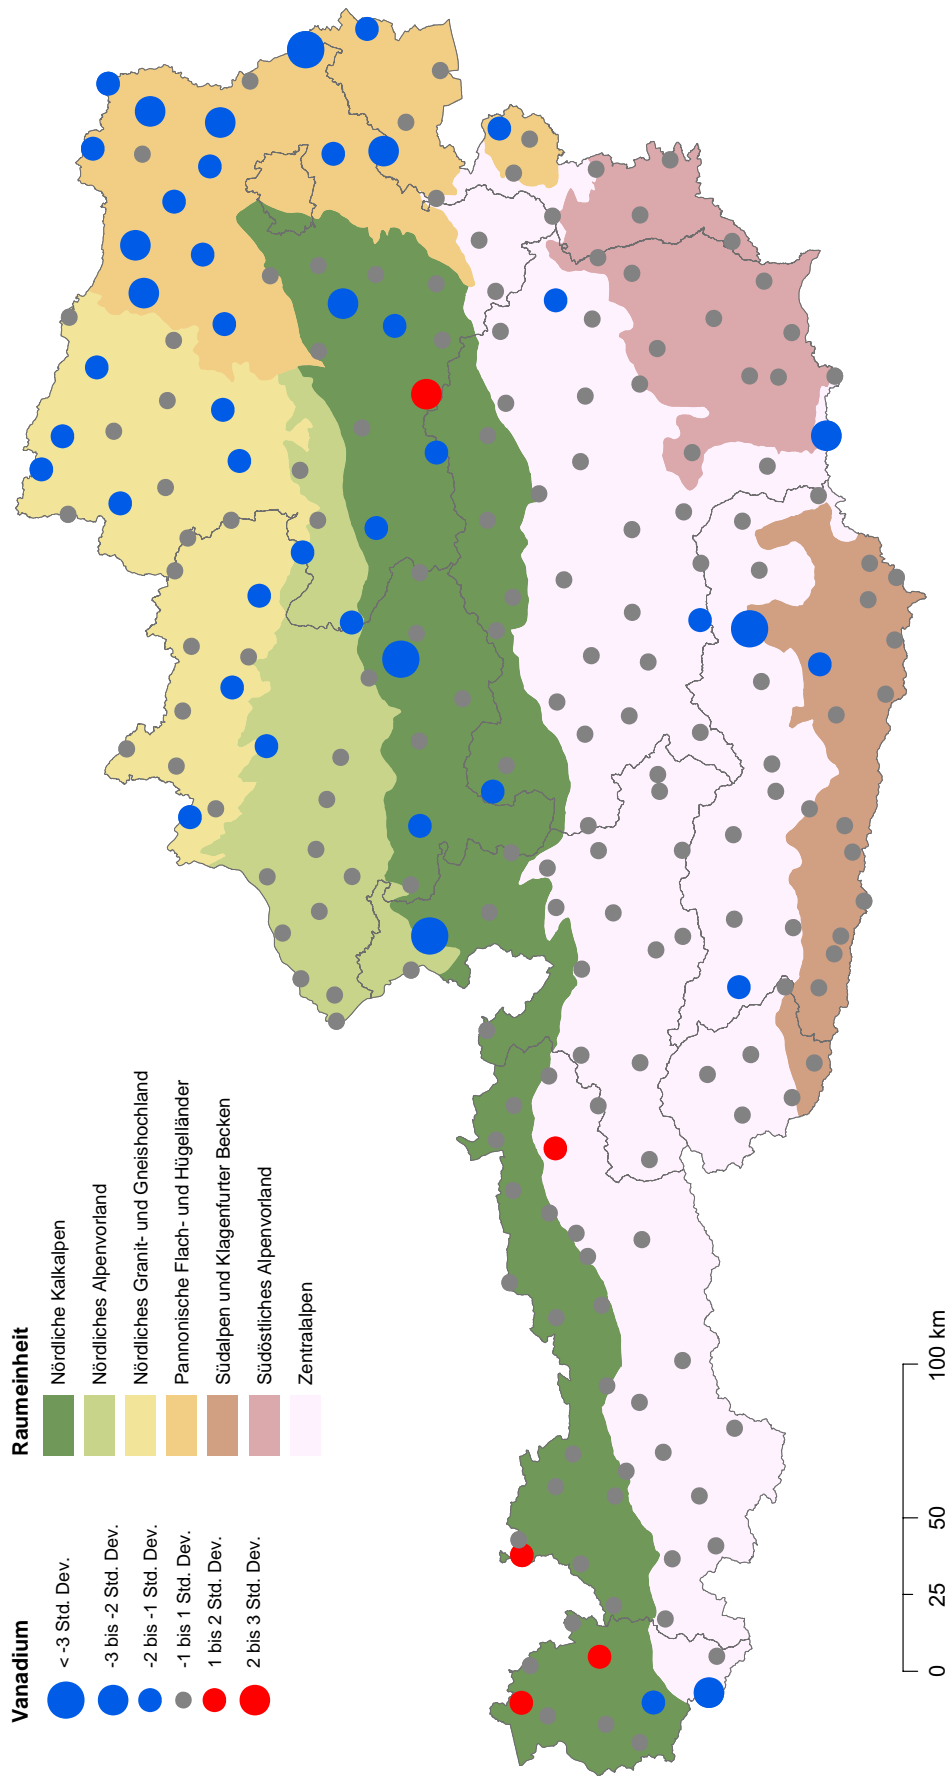 Vanadium
< -3 Std. Dev.
-3 bis -2 Std. Dev.
-2 bis -1 Std. Dev.
-1 bis 1 Std. Dev.
1 bis 2 Std. Dev.
2 bis 3 Std. Dev.
Raumeinheit
Nördliche Kalkalpen
Nördliches Alpenvorland
Nördliches Granit- und Gneishochland
Pannonische Flach- und Hügelländer
Südalpen und Klagenfurter Becken
Südöstliches Alpenvorland
Zentralalpen
0 25 50 100 km